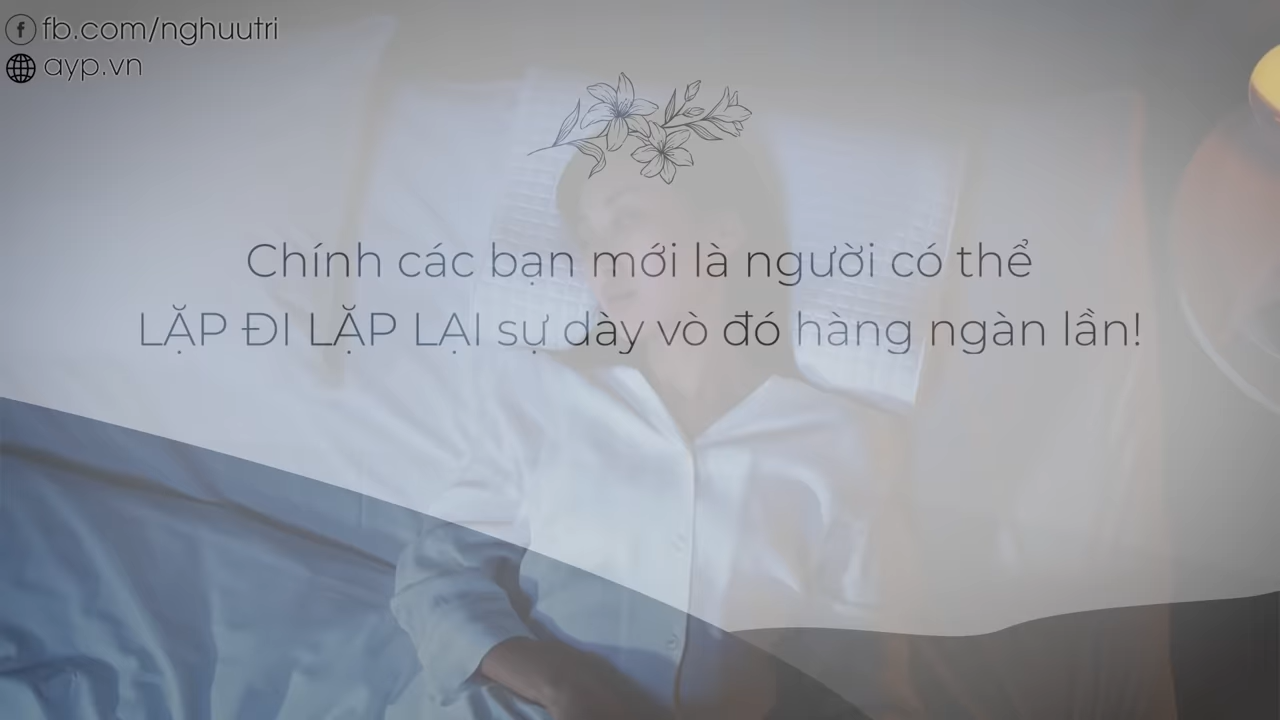 fb.com/nghuutri
ayp.vn
Chính các bạn mới là người có thể
LẶP ĐI LẶP LẠI sự dày vò đó hàng ngàn lần!